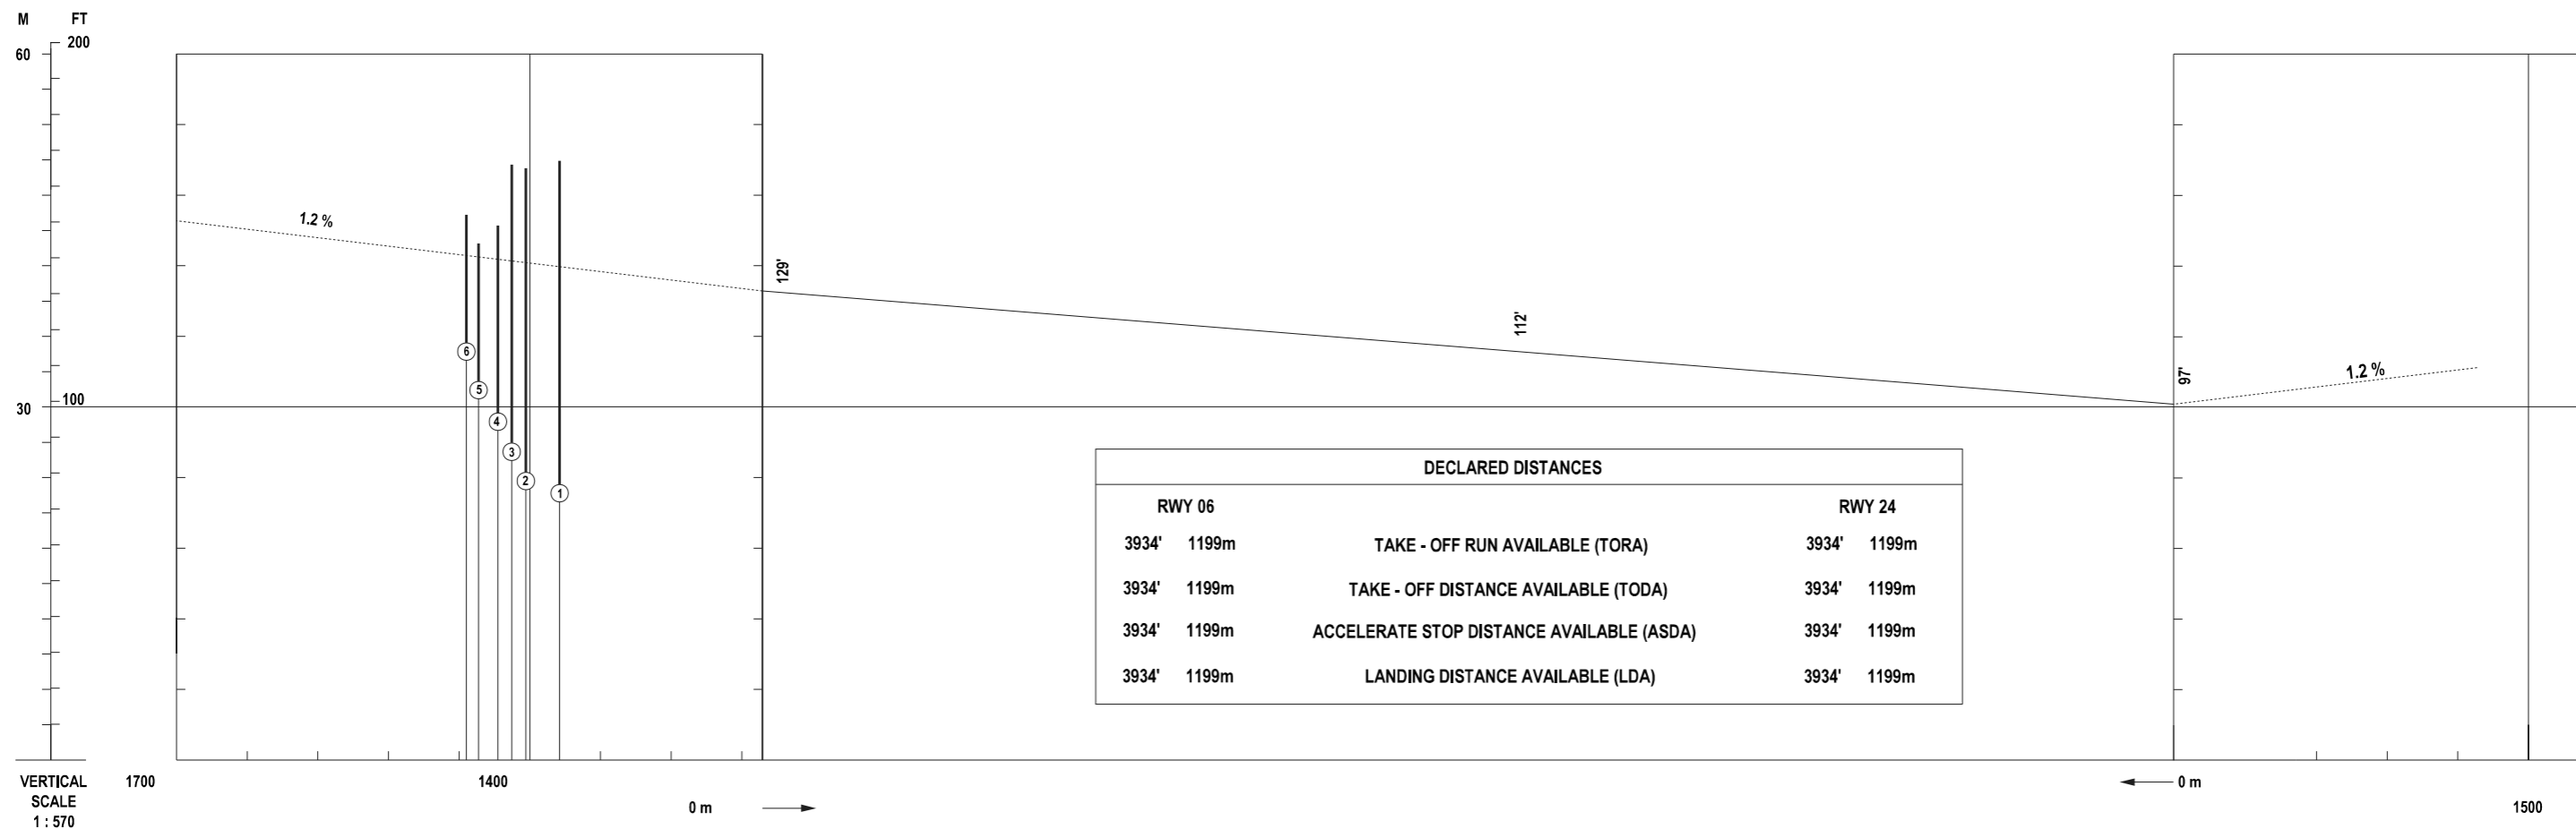 M FT
200
60
1.2 %
129'
112'
97'
1.2 %
6
5
4
3
2
1
100
30
DECLARED DISTANCES
RWY 06 RWY 24
3934' 1199m TAKE - OFF RUN AVAILABLE (TORA) 3934' 1199m
3934' 1199m TAKE - OFF DISTANCE AVAILABLE (TODA) 3934' 1199m
3934' 1199m ACCELERATE STOP DISTANCE AVAILABLE (ASDA) 3934' 1199m
3934' 1199m LANDING DISTANCE AVAILABLE (LDA) 3934' 1199m
VERTICAL
SCALE
1 : 570
1700 1400 0 m
0 m 1500